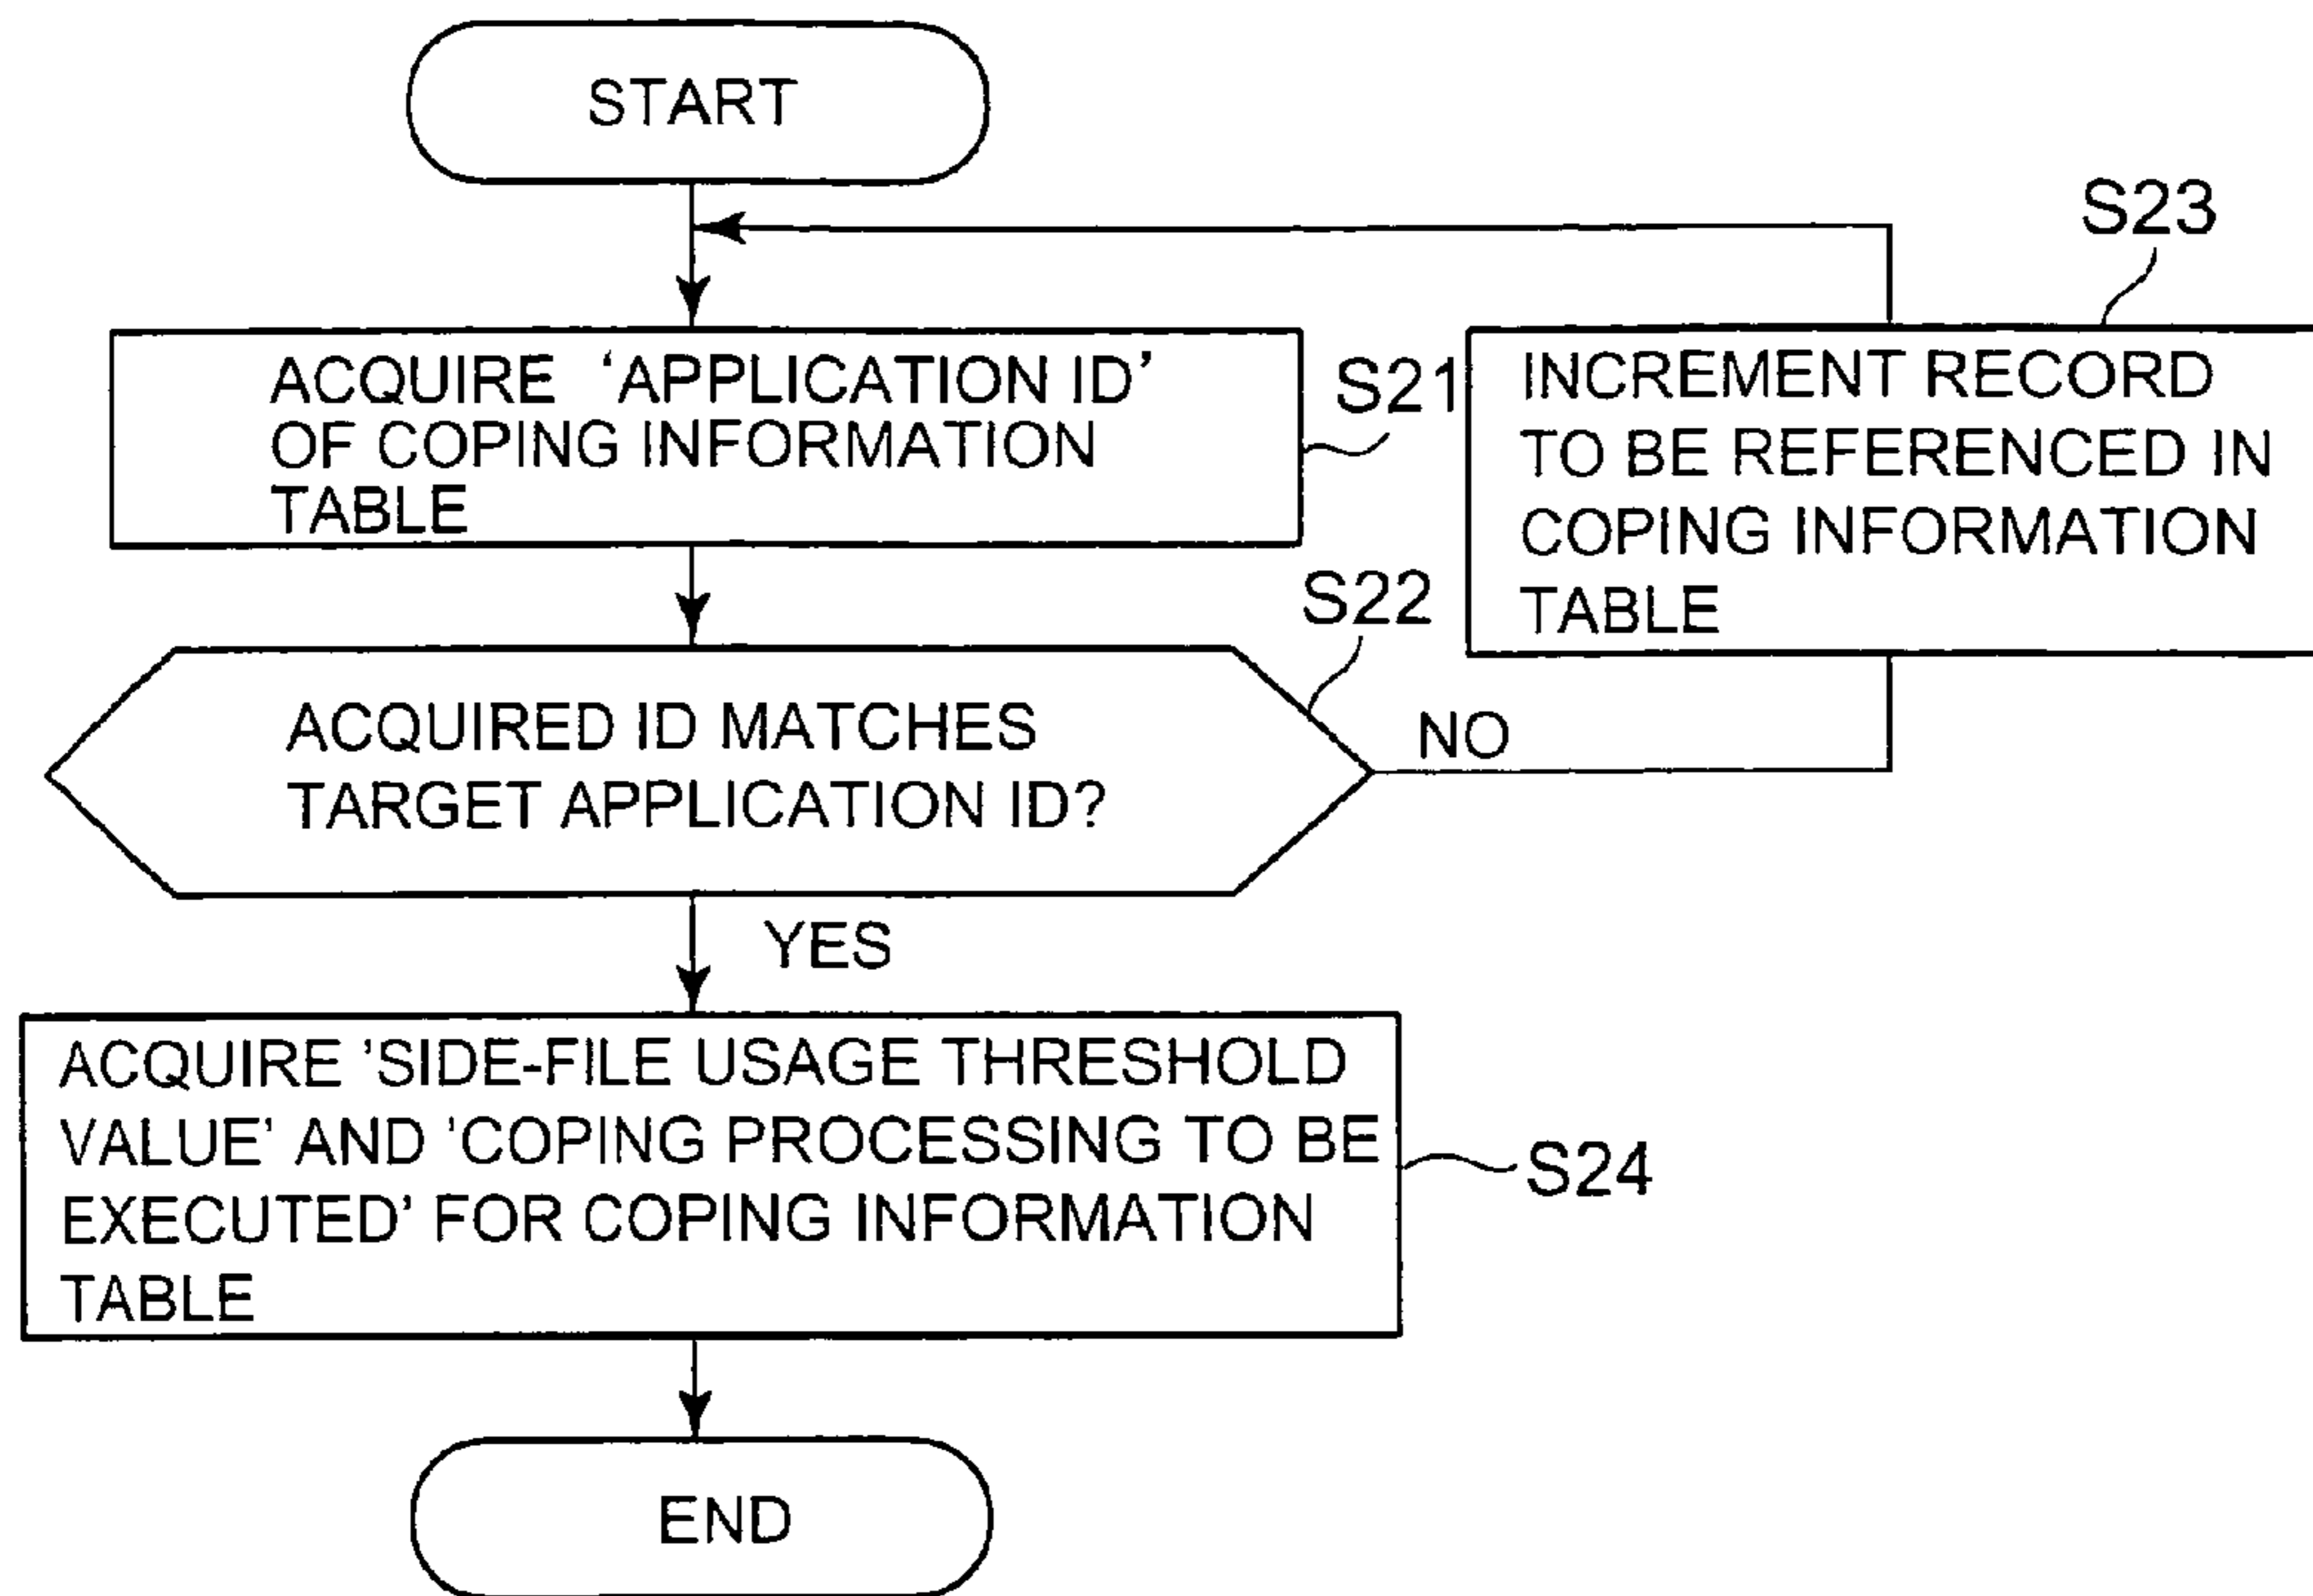 START
S23
ACQUIRE 'APPLICATION ID'
OF COPING INFORMATION
TABLE
S21
INCREMENT RECORD
TO BE REFERENCED IN
COPING INFORMATION
TABLE
S22
ACQUIRED ID MATCHES
TARGET APPLICATION ID?
NO
YES
ACQUIRE 'SIDE-FILE USAGE THRESHOLD
VALUE' AND 'COPING PROCESSING TO BE
EXECUTED' FOR COPING INFORMATION
TABLE
S24
END